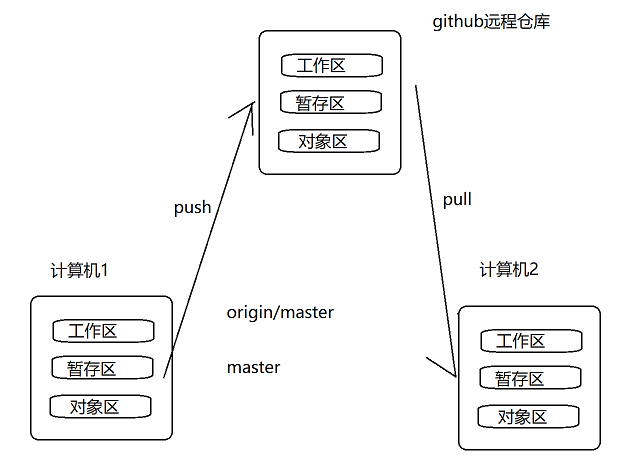 github远程仓库
工作区
暂存区
对象区
push
pull
计算机1
工作区
暂存区
对象区
origin/master
master
计算机2
工作区
暂存区
对象区